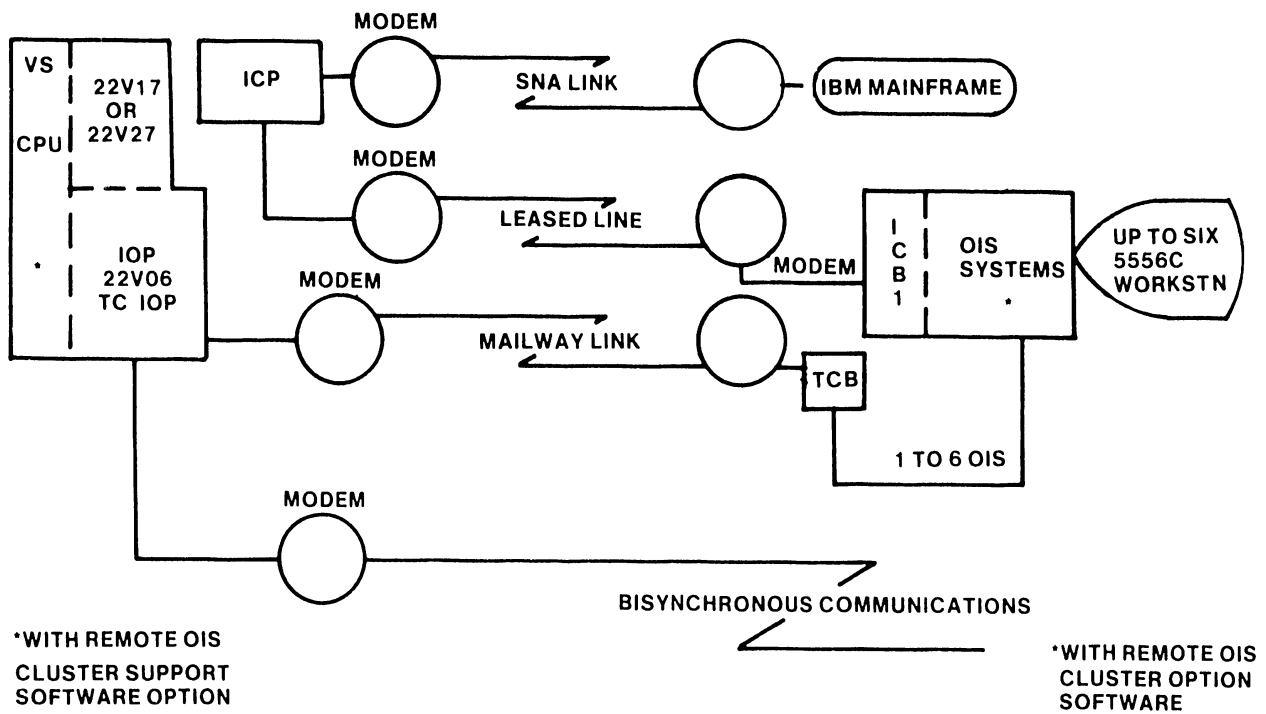 MODEM
VS
22V17
OR
22V27
CPU
ICP
SNA LINK
IBM MAINFRAME
MODEM
LEASED LINE
MODEM
I
C
B
1
OIS
SYSTEMS
*
UP TO SIX
5556C
WORKSTN
*
IOP
22V06
TC IOP
MODEM
MAILWAY LINK
TCB
1 TO 6 OIS
MODEM
BISYNCHRONOUS COMMUNICATIONS
*WITH REMOTE OIS
CLUSTER SUPPORT
SOFTWARE OPTION
*WITH REMOTE OIS
CLUSTER OPTION
SOFTWARE